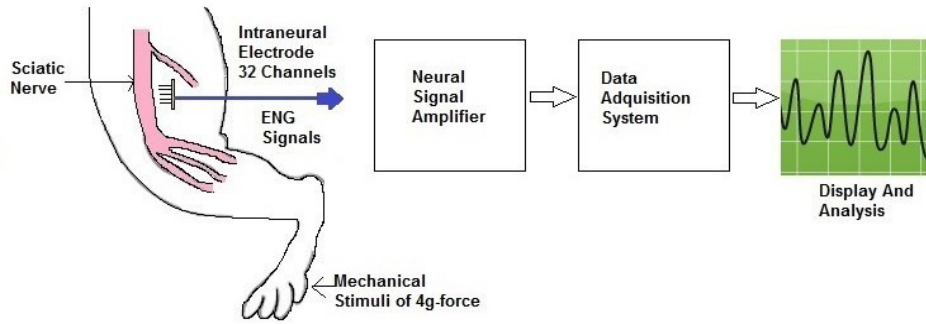 Sciatic
Nerve
Intraneural
Electrode
32 Channels
ENG
Signals
Neural
Signal
Amplifier
Data
Adquisition
System
Display And
Analysis
Mechanical
Stimuli of 4g-force